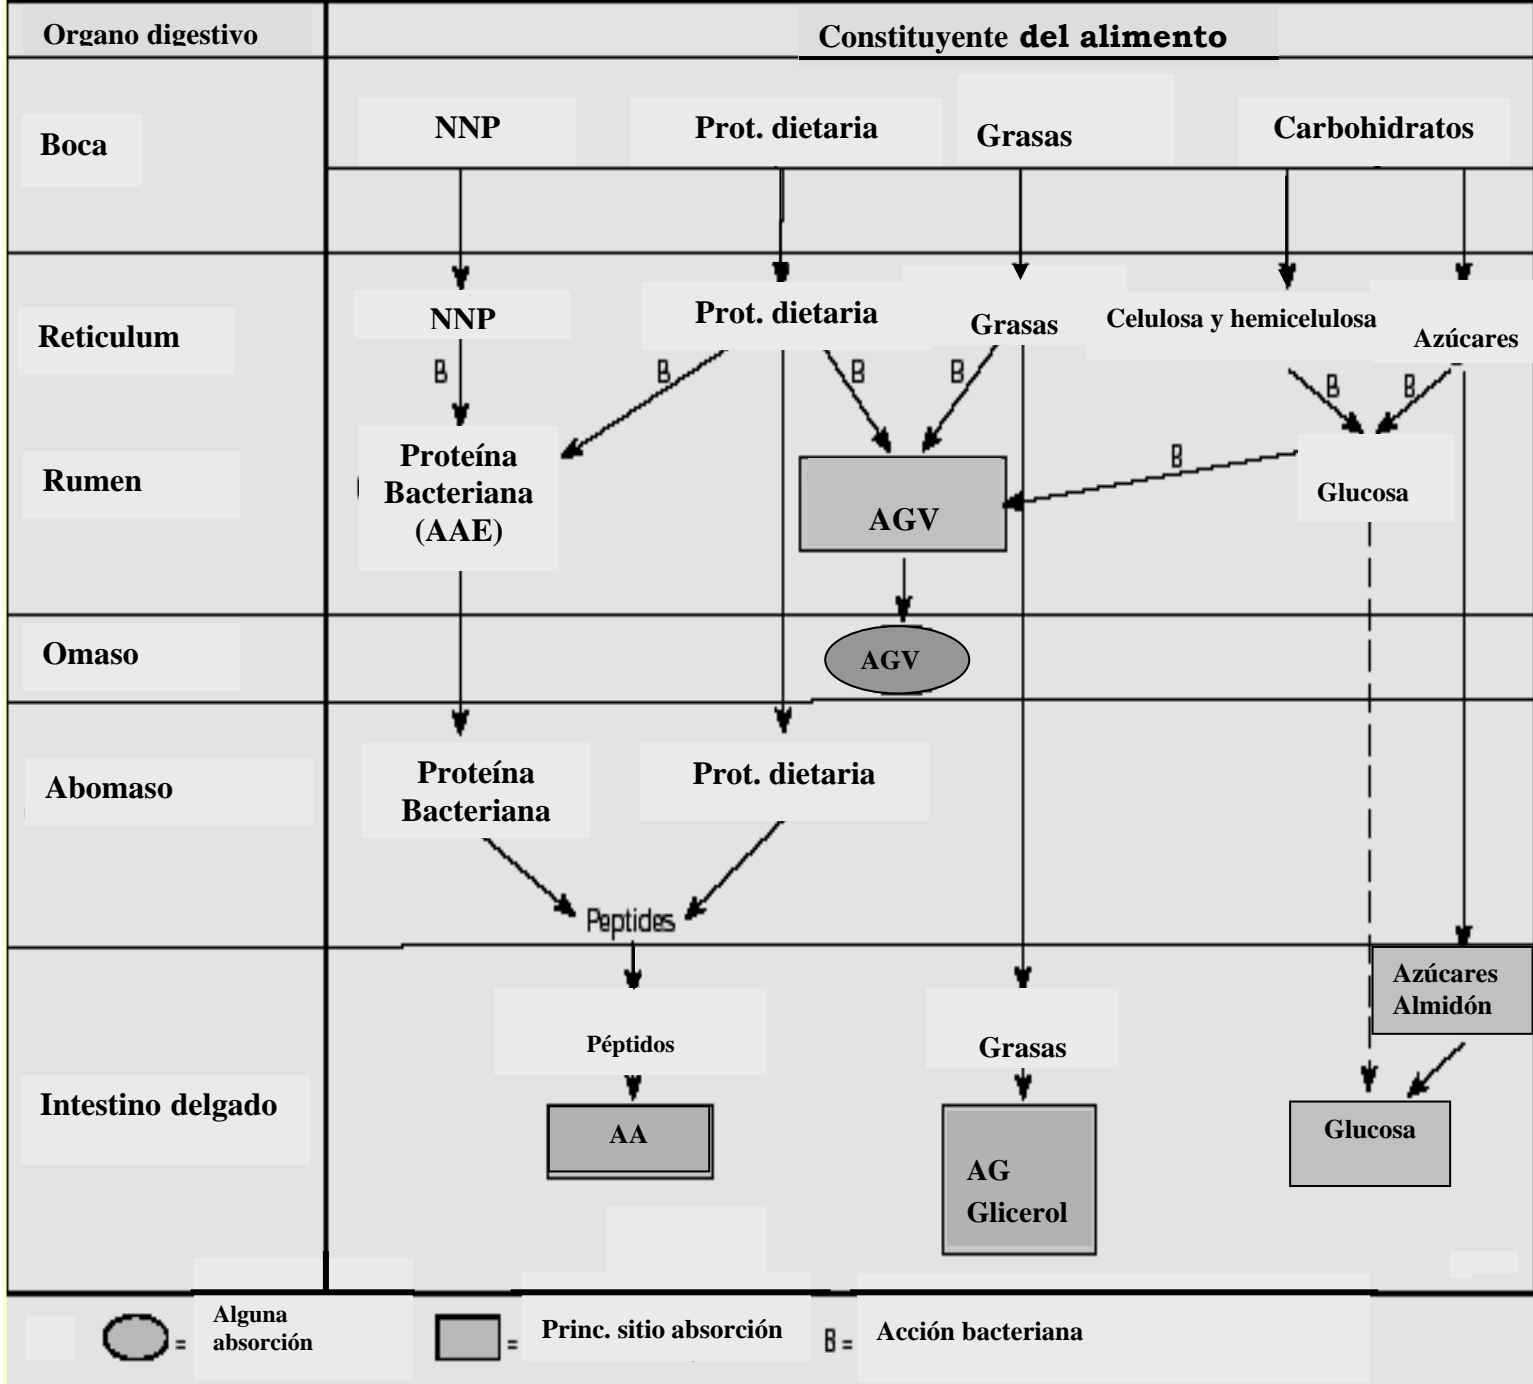 Organo digestivo
Constituyente del alimento
Boca
NNP
Prot. dietaria
Grasas
Carbohidratos
Reticulum
NNP
Prot. dietaria
Grasas
Celulosa y hemicelulosa
Azúcares
B
B
B
B
B
B
Rumen
Proteína
Bacteriana
(AAE)
AGV
B
Glucosa
Omaso
AGV
Abomaso
Proteína
Bacteriana
Prot. dietaria
Peptides
Azúcares
Almidón
Intestino delgado
Péptidos
Grasas
AA
AG
Glicerol
Glucosa
= Alguna
absorción
= Princ. sitio absorción
B = Acción bacteriana